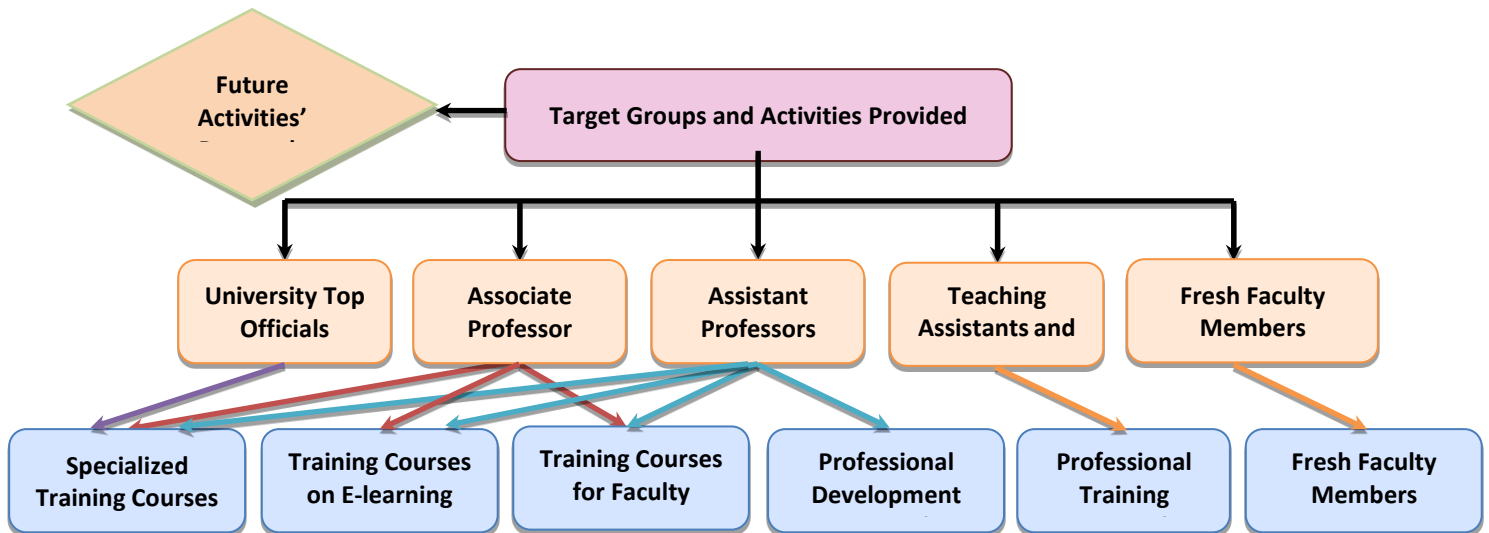 Future
Activities’
Target Groups and Activities Provided
University Top
Officials
Associate
Professor
Assistant
Professors
Teaching
Assistants and
Fresh Faculty
Members
Specialized
Training Courses
Training Courses
on E-learning
Training Courses
for Faculty
Professional
Development
Professional
Training
Fresh Faculty
Members